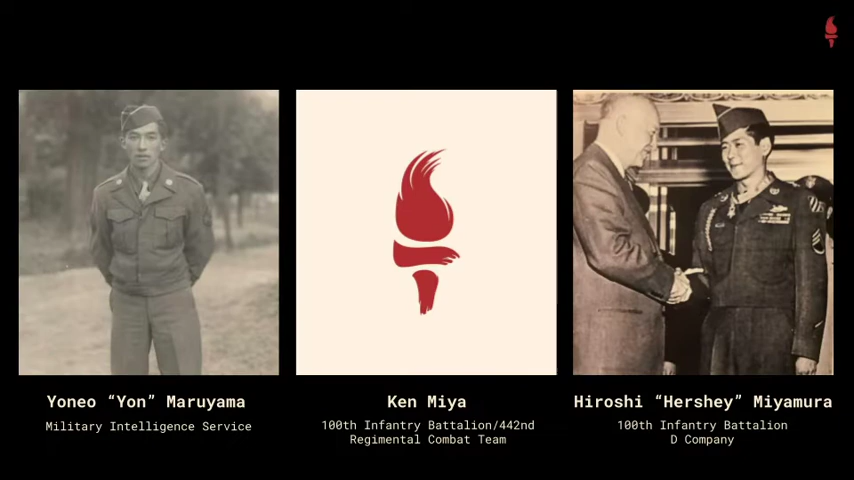 Yoneo “Yon” Maruyama
Military Intelligence Service
Ken Miya
100th Infantry Battalion/442nd
Regimental Combat Team
Hiroshi “Hershey” Miyamura
100th Infantry Battalion
D Company